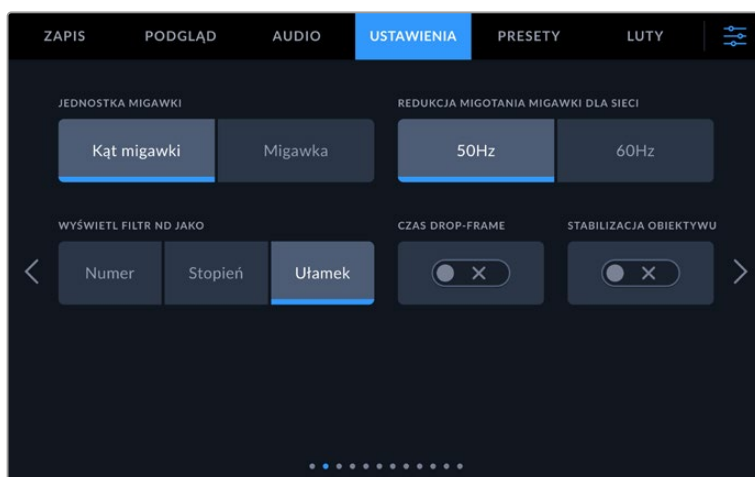 ZAPIS PODGLĄD AUDIO USTAWIENIA PRESETY LUTY
JEDNOSTKA MIGAWKI REDUKCJA MIGOTANIA MIGAWKI DLA SIECI
Kąt migawki Migawka 50Hz 60Hz
WYŚWIETL FILTR ND JAKO CZAS DROP-FRAME STABILIZACJA OBIEKTYWU
Numer Stopień Ułamek